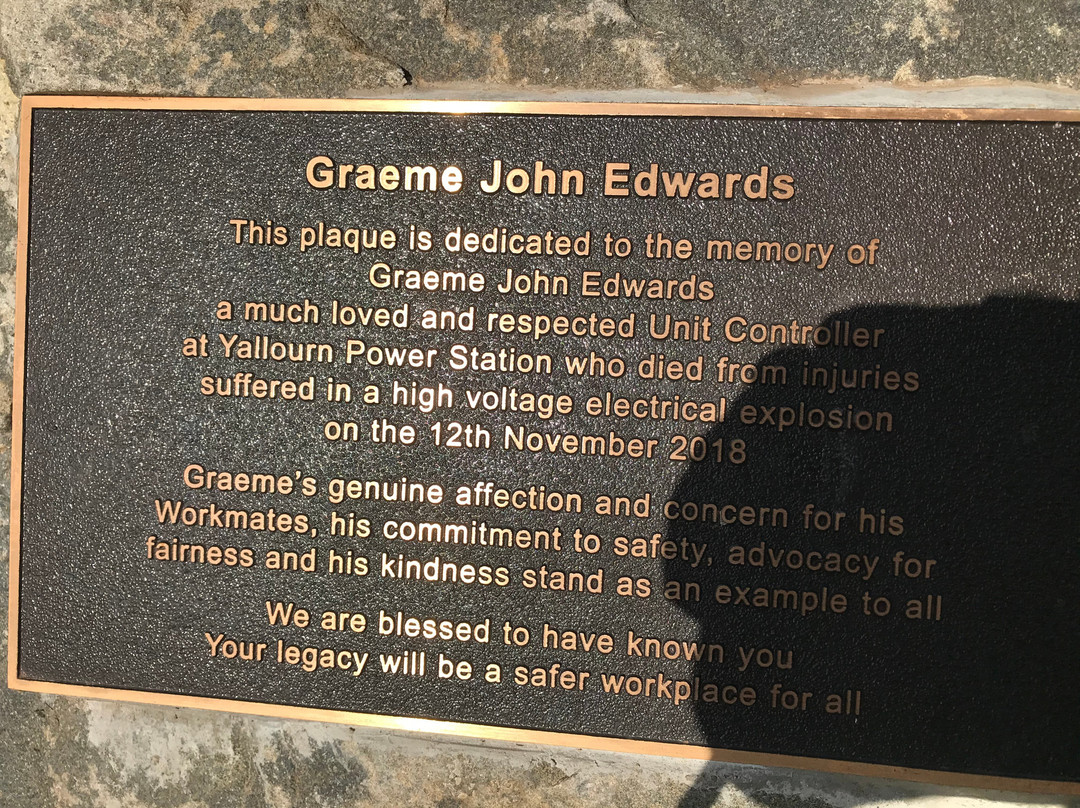 Graeme John Edwards
This plaque is dedicated to the memory of
Graeme John Edwards
a much loved and respected Unit Controller
at Yallourn Power Station who died from injuries
suffered in a high voltage electrical explosion
on the 12th November 2018
Graeme's genuine affection and concern for his
Workmates, his commitment to safety, advocacy for
fairness and his kindness stand as an example to all
We are blessed to have known you
Your legacy will be a safer workplace for all